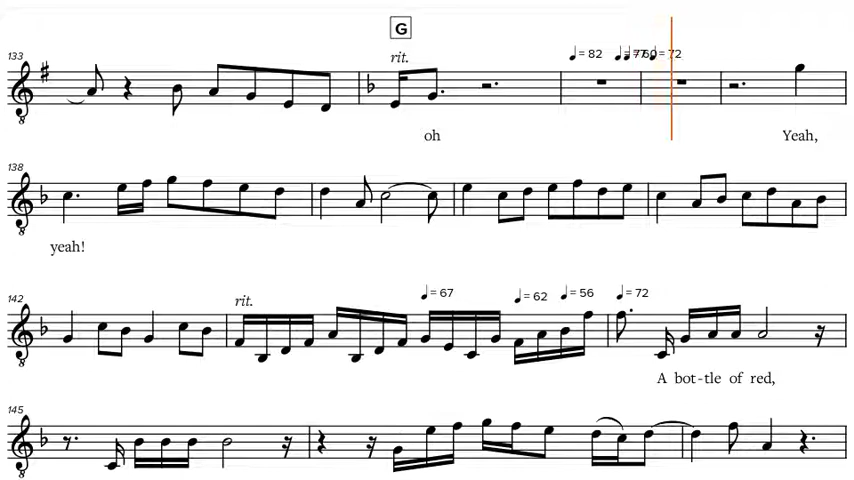 G
133
rit.
♩ = 82 ♩ = 72
oh Yeah,
138
yeah!
142
rit.
♩ = 67 ♩ = 62 ♩ = 56 ♩ = 72
A bot-tle of red,
145